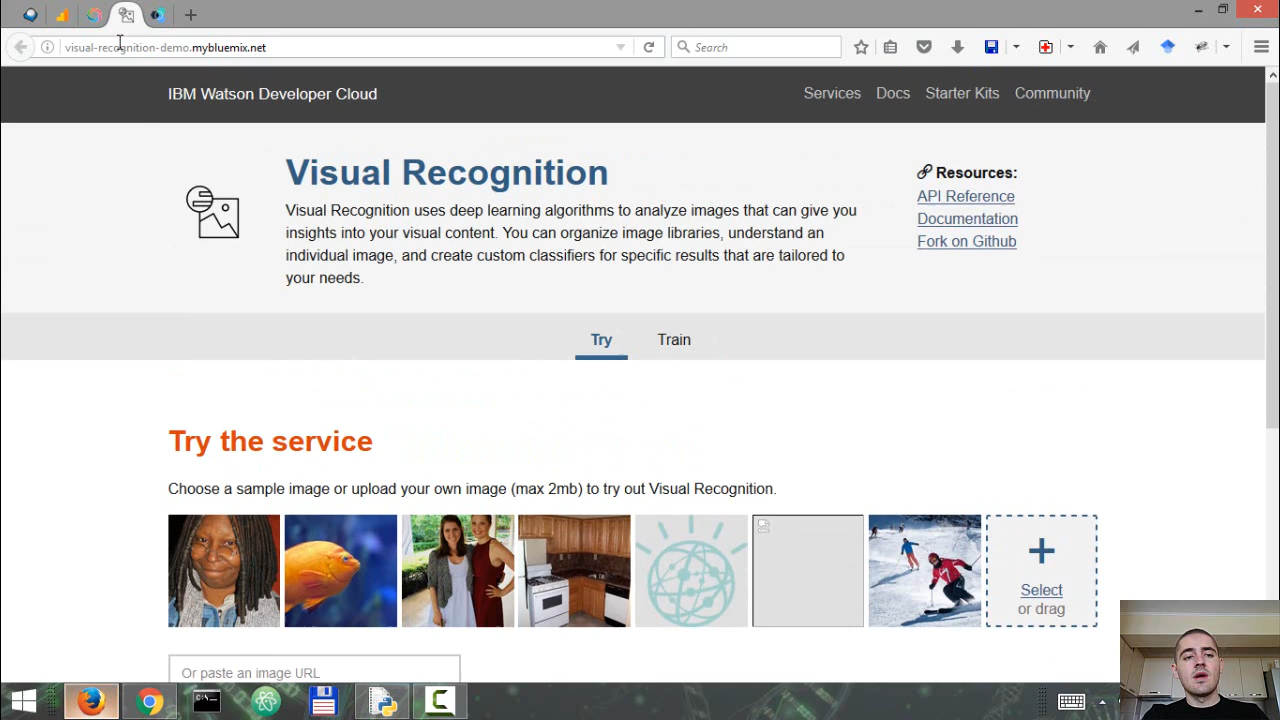 visual-recognition-demo.mybluemix.net
Search
IBM Watson Developer Cloud
Services
Docs
Starter Kits
Community
Visual Recognition
Visual Recognition uses deep learning algorithms to analyze images that can give you
insights into your visual content. You can organize image libraries, understand an
individual image, and create custom classifiers for specific results that are tailored to
your needs.
Resources:
API Reference
Documentation
Fork on Github
Try
Train
Try the service
Choose a sample image or upload your own image (max 2mb) to try out Visual Recognition.
Select
or drag
Or paste an image URL